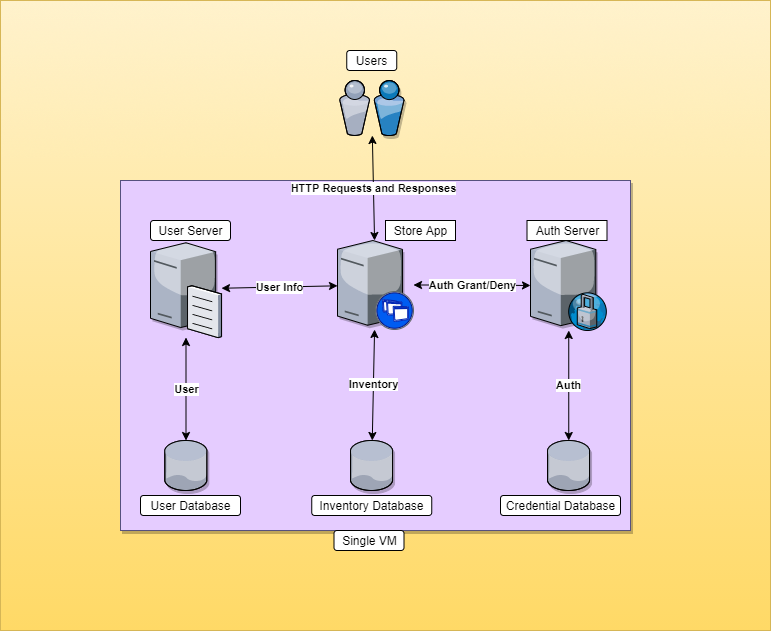 Users
HTTP Requests and Responses
User Server
Store App
Auth Server
User Info
Auth Grant/Deny
User
Inventory
Auth
User Database
Inventory Database
Credential Database
Single VM